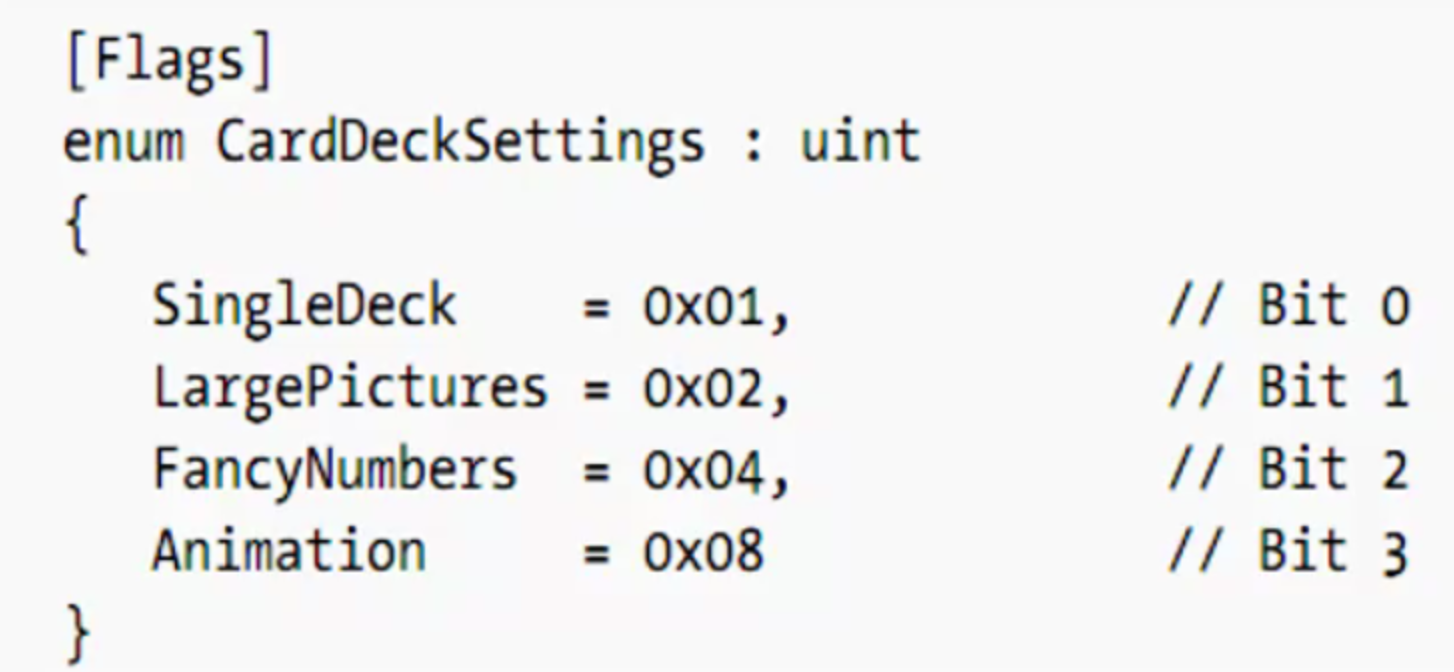 [Flags]
enum CardDeckSettings : uint
{
   SingleDeck    = 0x01,            // Bit 0
   LargePictures = 0x02,            // Bit 1
   FancyNumbers  = 0x04,            // Bit 2
   Animation     = 0x08             // Bit 3
}